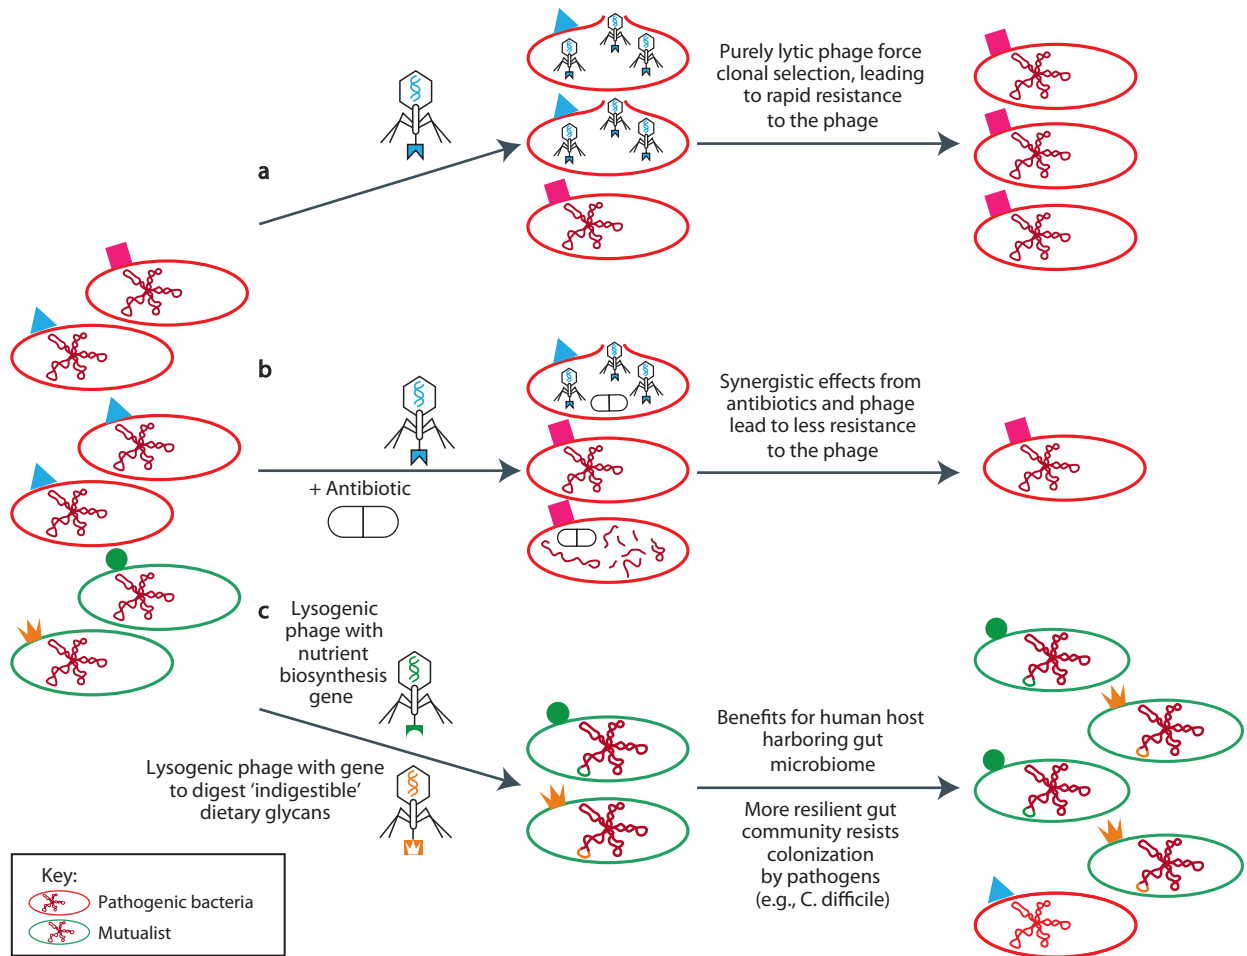 a
Purely lytic phage force
clonal selection, leading
to rapid resistance
to the phage
b
+ Antibiotic
Synergistic effects from
antibiotics and phage
lead to less resistance
to the phage
c
Lysogenic
phage with
nutrient
biosynthesis
gene
Lysogenic phage with gene
to digest ‘indigestible’
dietary glycans
Benefits for human host
harboring gut
microbiome
More resilient gut
community resists
colonization
by pathogens
(e.g., C. difficile)
Key:
Pathogenic bacteria
Mutualist